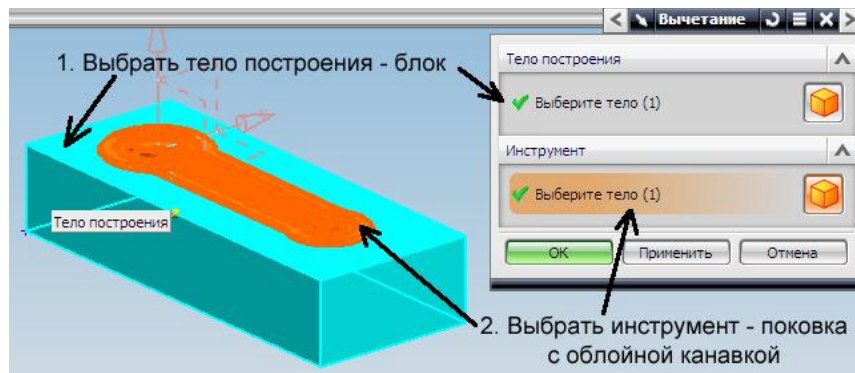 Вычетание
1. Выбрать тело построения - блок
Тело построения
Выберите тело (1)
Инструмент
Выберите тело (1)
Тело построения
ОК
Применить
Отмена
2. Выбрать инструмент - поковка
с облойной канавкой